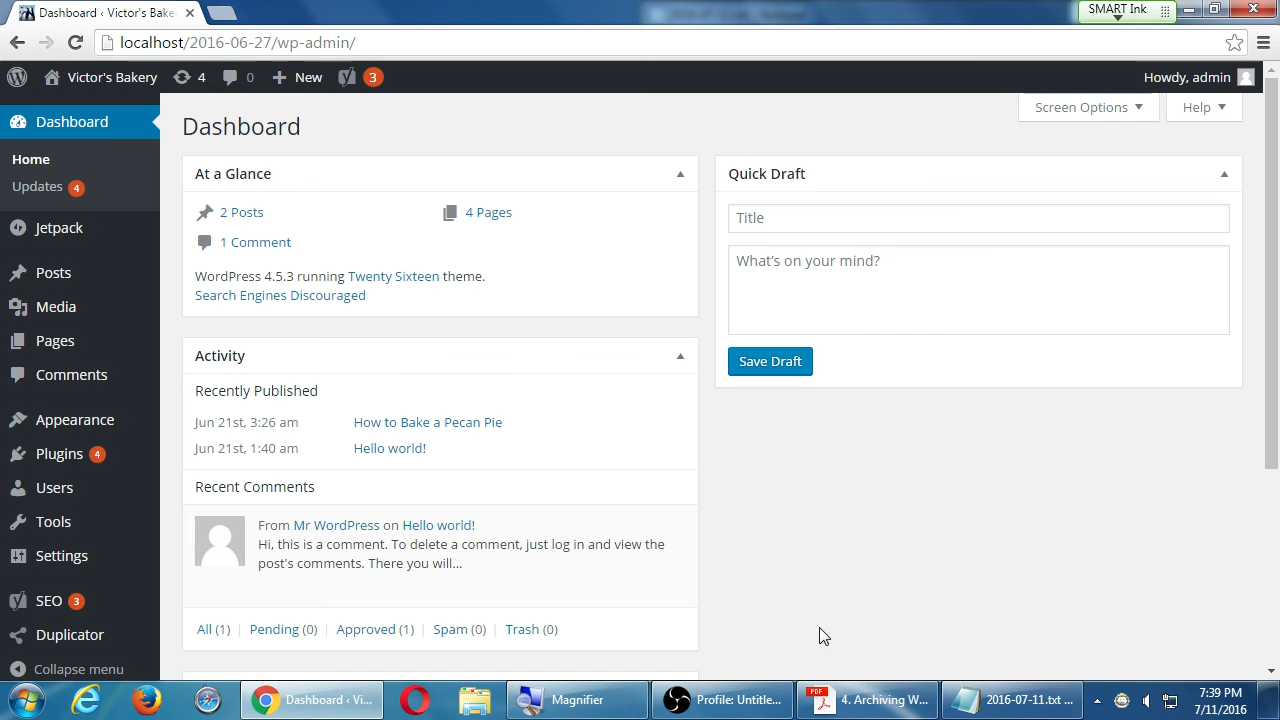 Dashboard ‹ Victor's Bake
SMART Ink
localhost/2016-06-27/wp-admin/
Victor's Bakery 4 0 New 3 Howdy, admin
Screen Options Help
Dashboard
Home
Updates 4
Jetpack
Posts
Media
Pages
Comments
Appearance
Plugins 4
Users
Tools
Settings
SEO 3
Duplicator
Collapse menu
Dashboard
At a Glance
2 Posts 4 Pages
1 Comment
WordPress 4.5.3 running Twenty Sixteen theme.
Search Engines Discouraged
Activity
Recently Published
Jun 21st, 3:26 am How to Bake a Pecan Pie
Jun 21st, 1:40 am Hello world!
Recent Comments
From Mr WordPress on Hello world!
Hi, this is a comment. To delete a comment, just log in and view the
post's comments. There you will...
All (1) | Pending (0) | Approved (1) | Spam (0) | Trash (0)
Quick Draft
Title
What's on your mind?
Save Draft
Dashboard ‹ Vi... Magnifier Profile: Untitle... PDF 4. Archiving W... 2016-07-11.txt ... 7:39 PM
7/11/2016